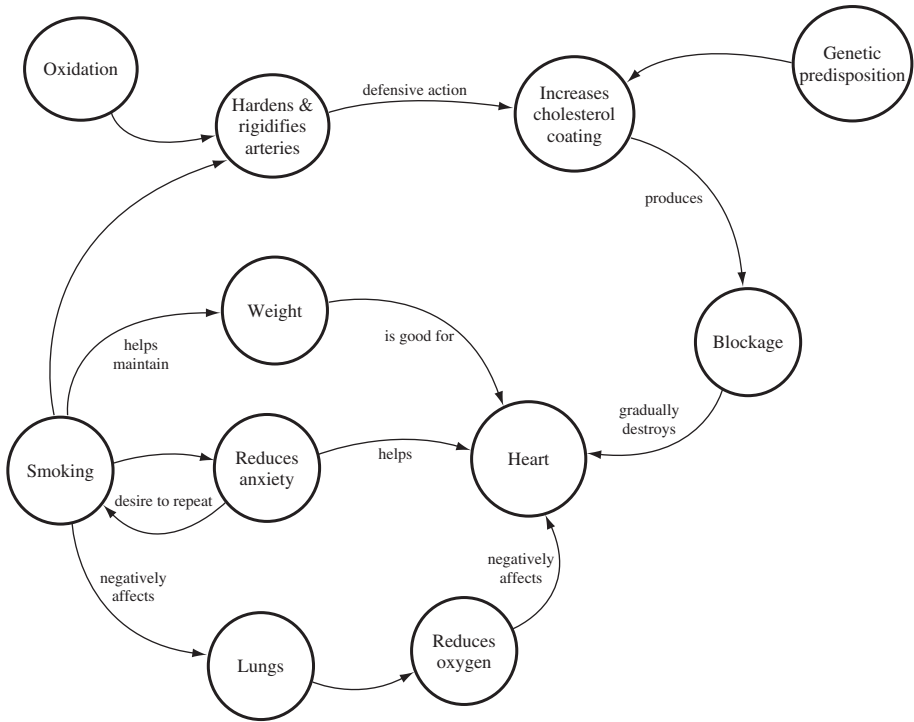 Oxidation
Genetic
predisposition
Hardens &
rigidifies
arteries
defensive action
Increases
cholesterol
coating
produces
Weight
helps
maintain
is good for
Blockage
gradually
destroys
Smoking
Reduces
anxiety
helps
Heart
desire to repeat
negatively
affects
negatively
affects
Lungs
Reduces
oxygen